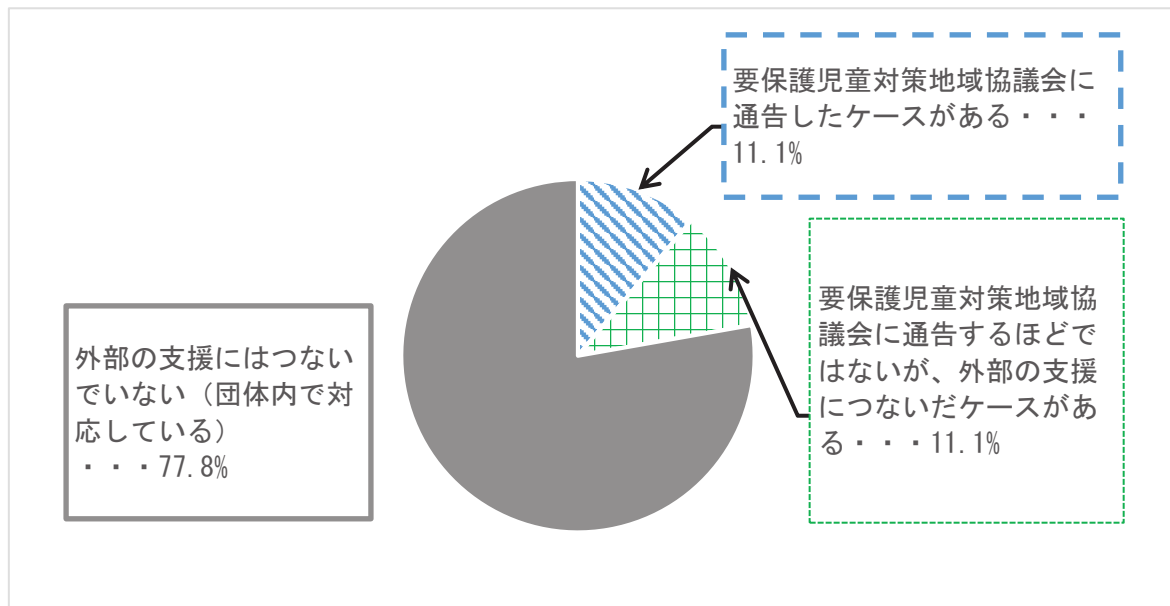 要保護児童対策地域協議会に
通告したケースがある・・・
11.1%
要保護児童対策地域協
議会に通告するほどで
はないが、外部の支援
につないだケースがあ
る・・・11.1%
外部の支援にはつない
でいない（団体内で対
応している）
・・・77.8%